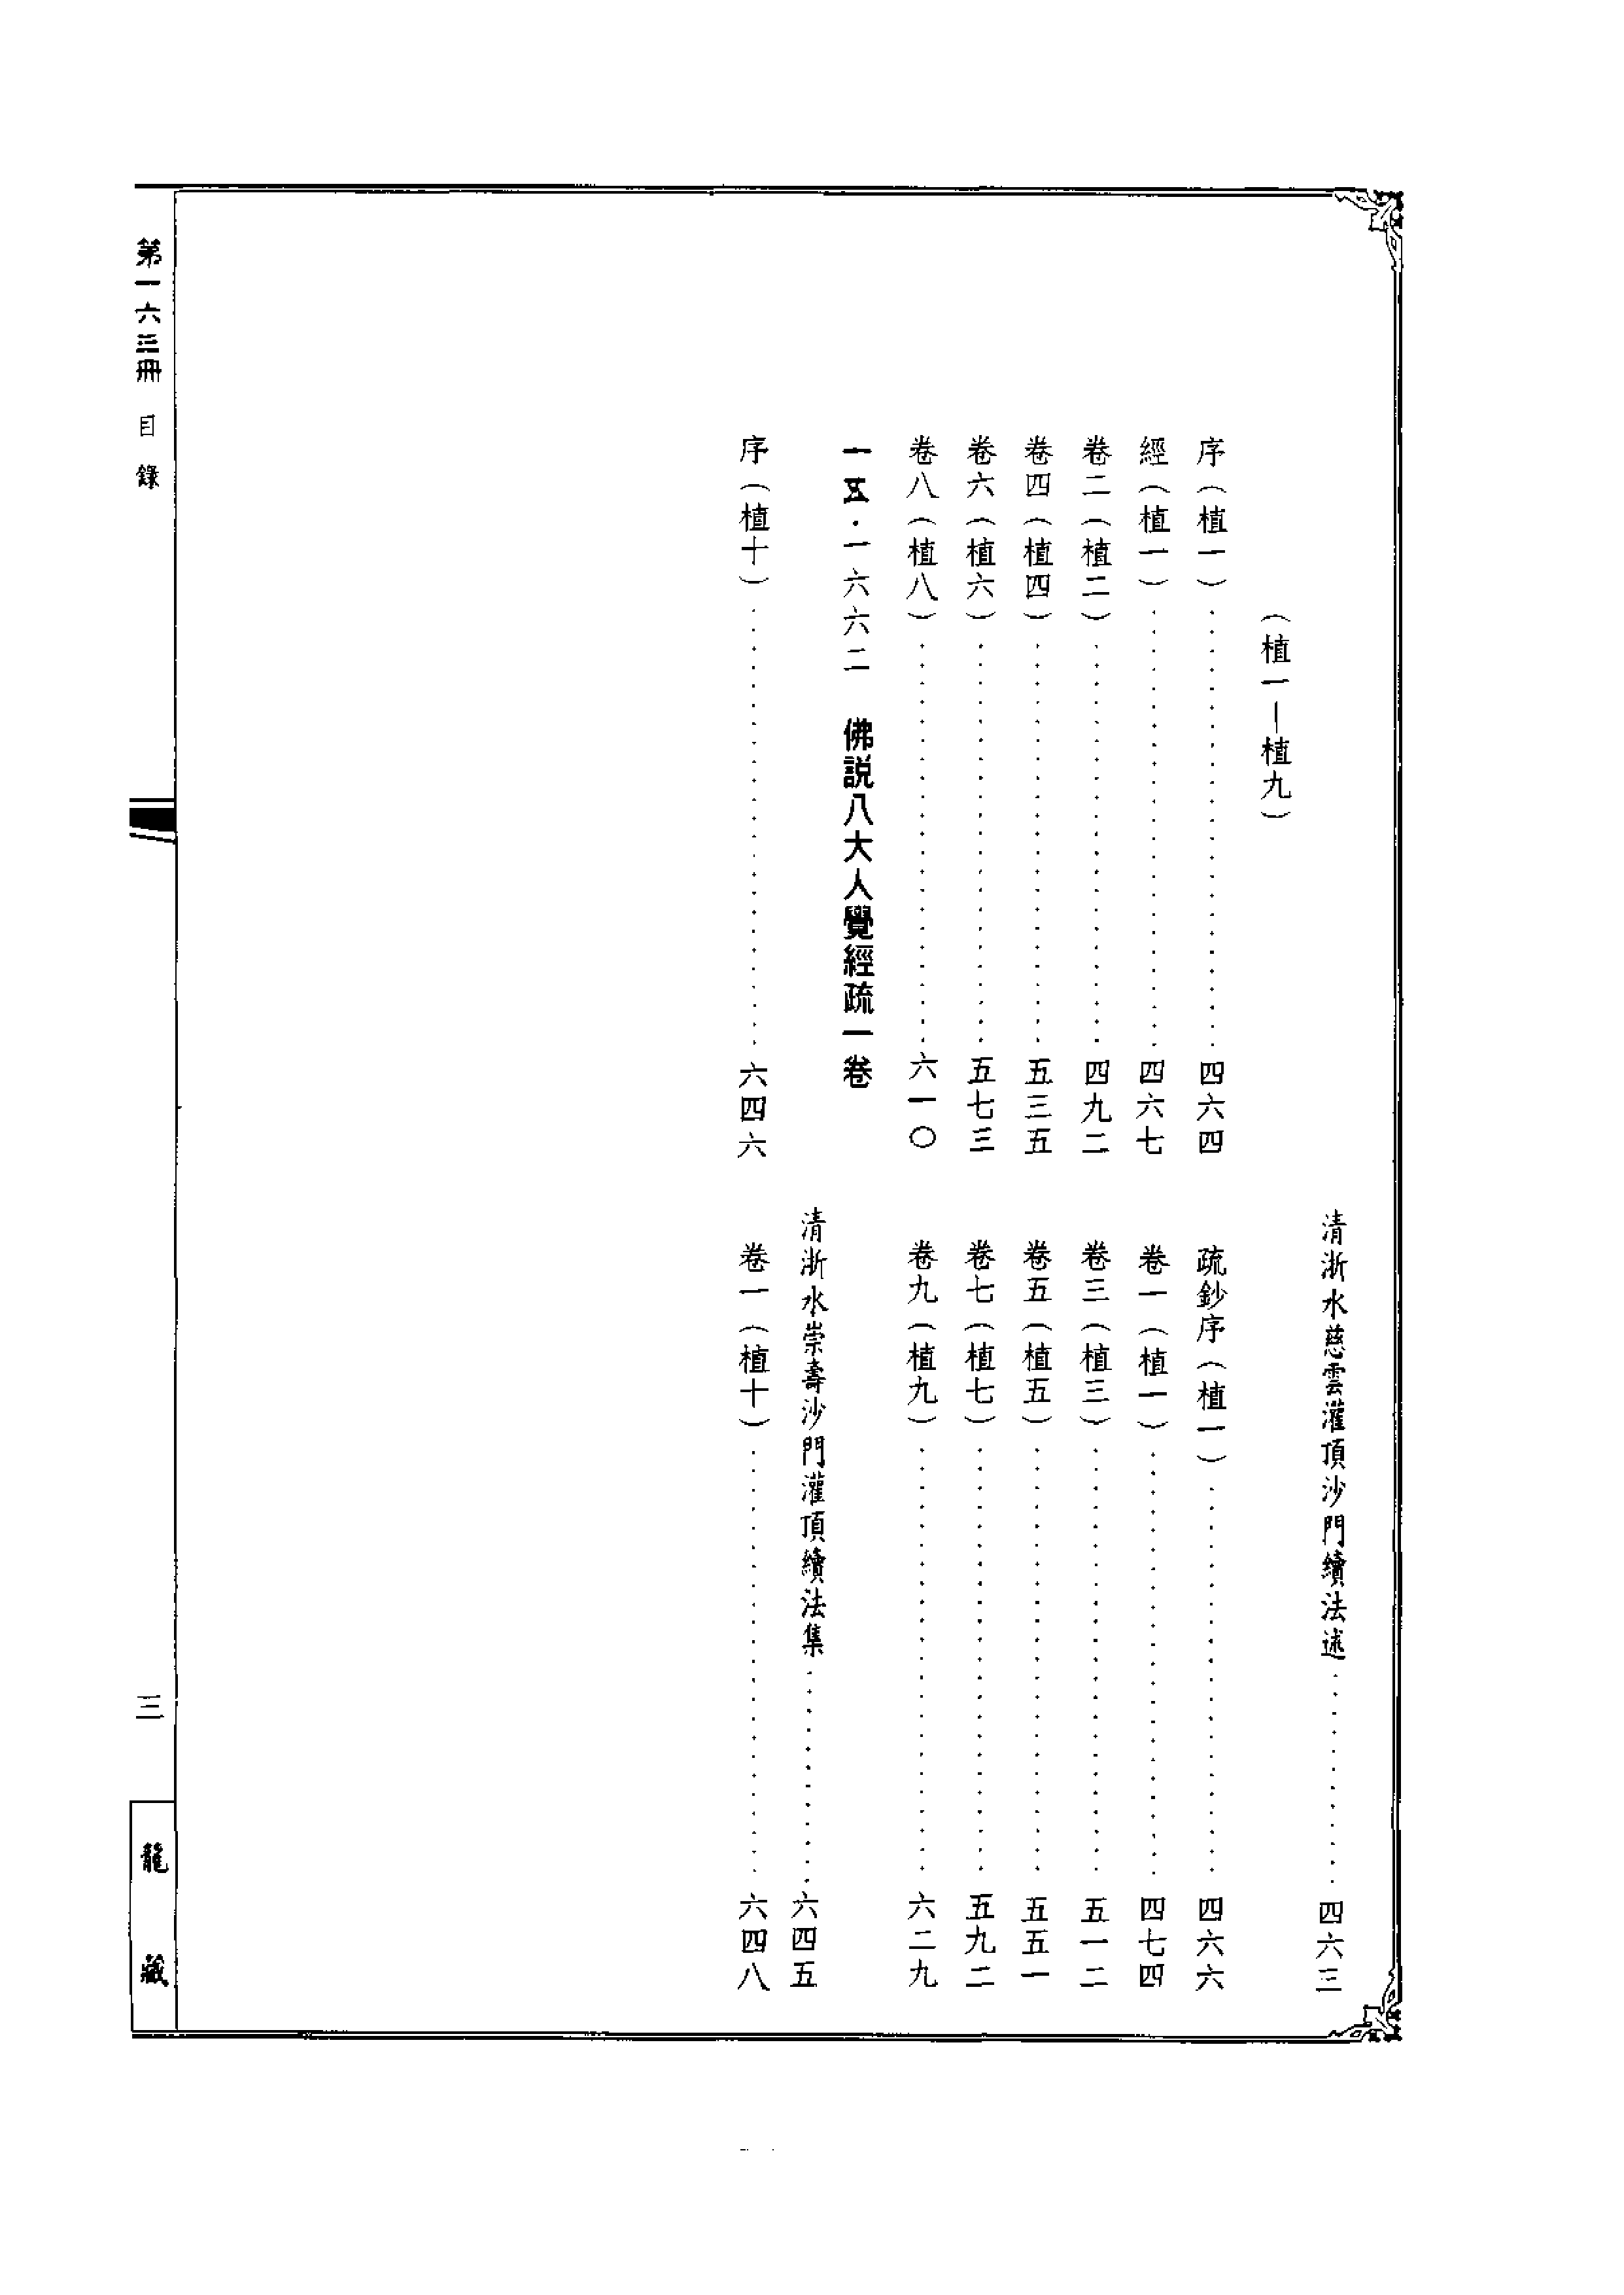 清浙水慈雲灌頂沙門續法述…………四六三
（植一—植九）
序（植一）…………四六四　疏鈔序（植一）…………四六六
經（植一）…………四六七　卷一（植一）…………四七四
卷二（植二）…………四九二　卷三（植三）…………五一二
卷四（植四）…………五三五　卷五（植五）…………五五一
卷六（植六）…………五七三　卷七（植七）…………五九二
卷八（植八）…………六一〇　卷九（植九）…………六二九
一五·一六六二　佛説八大人覺經疏一卷
清浙水崇壽沙門灌頂續法集…………六四五
序（植十）…………六四六　卷一（植十）…………六四八
第一六三冊　目錄　三　龍藏